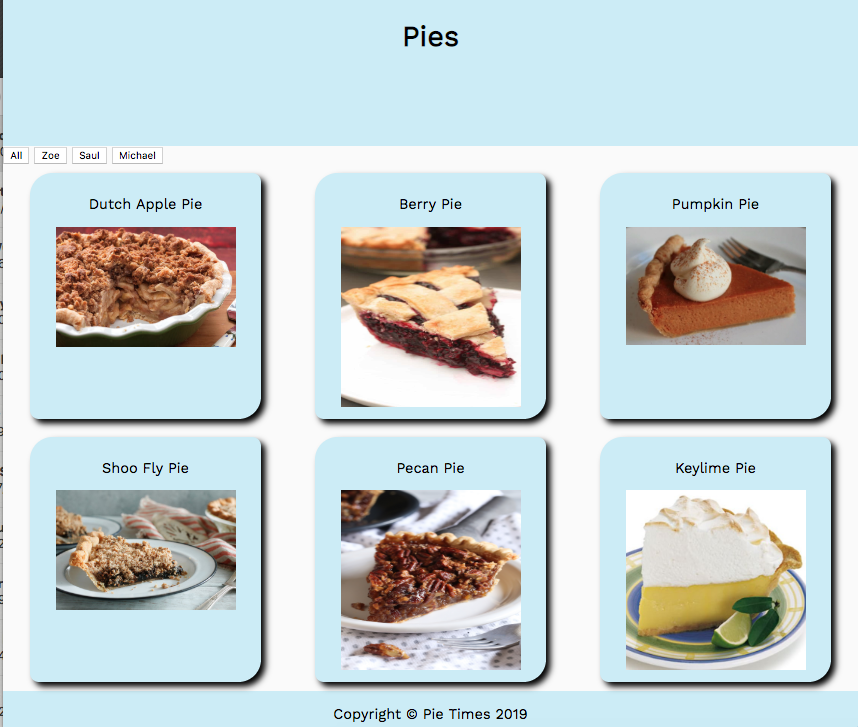 Pies
All Zoe Saul Michael
Dutch Apple Pie Berry Pie Pumpkin Pie
Shoo Fly Pie Pecan Pie Keylime Pie
Copyright © Pie Times 2019